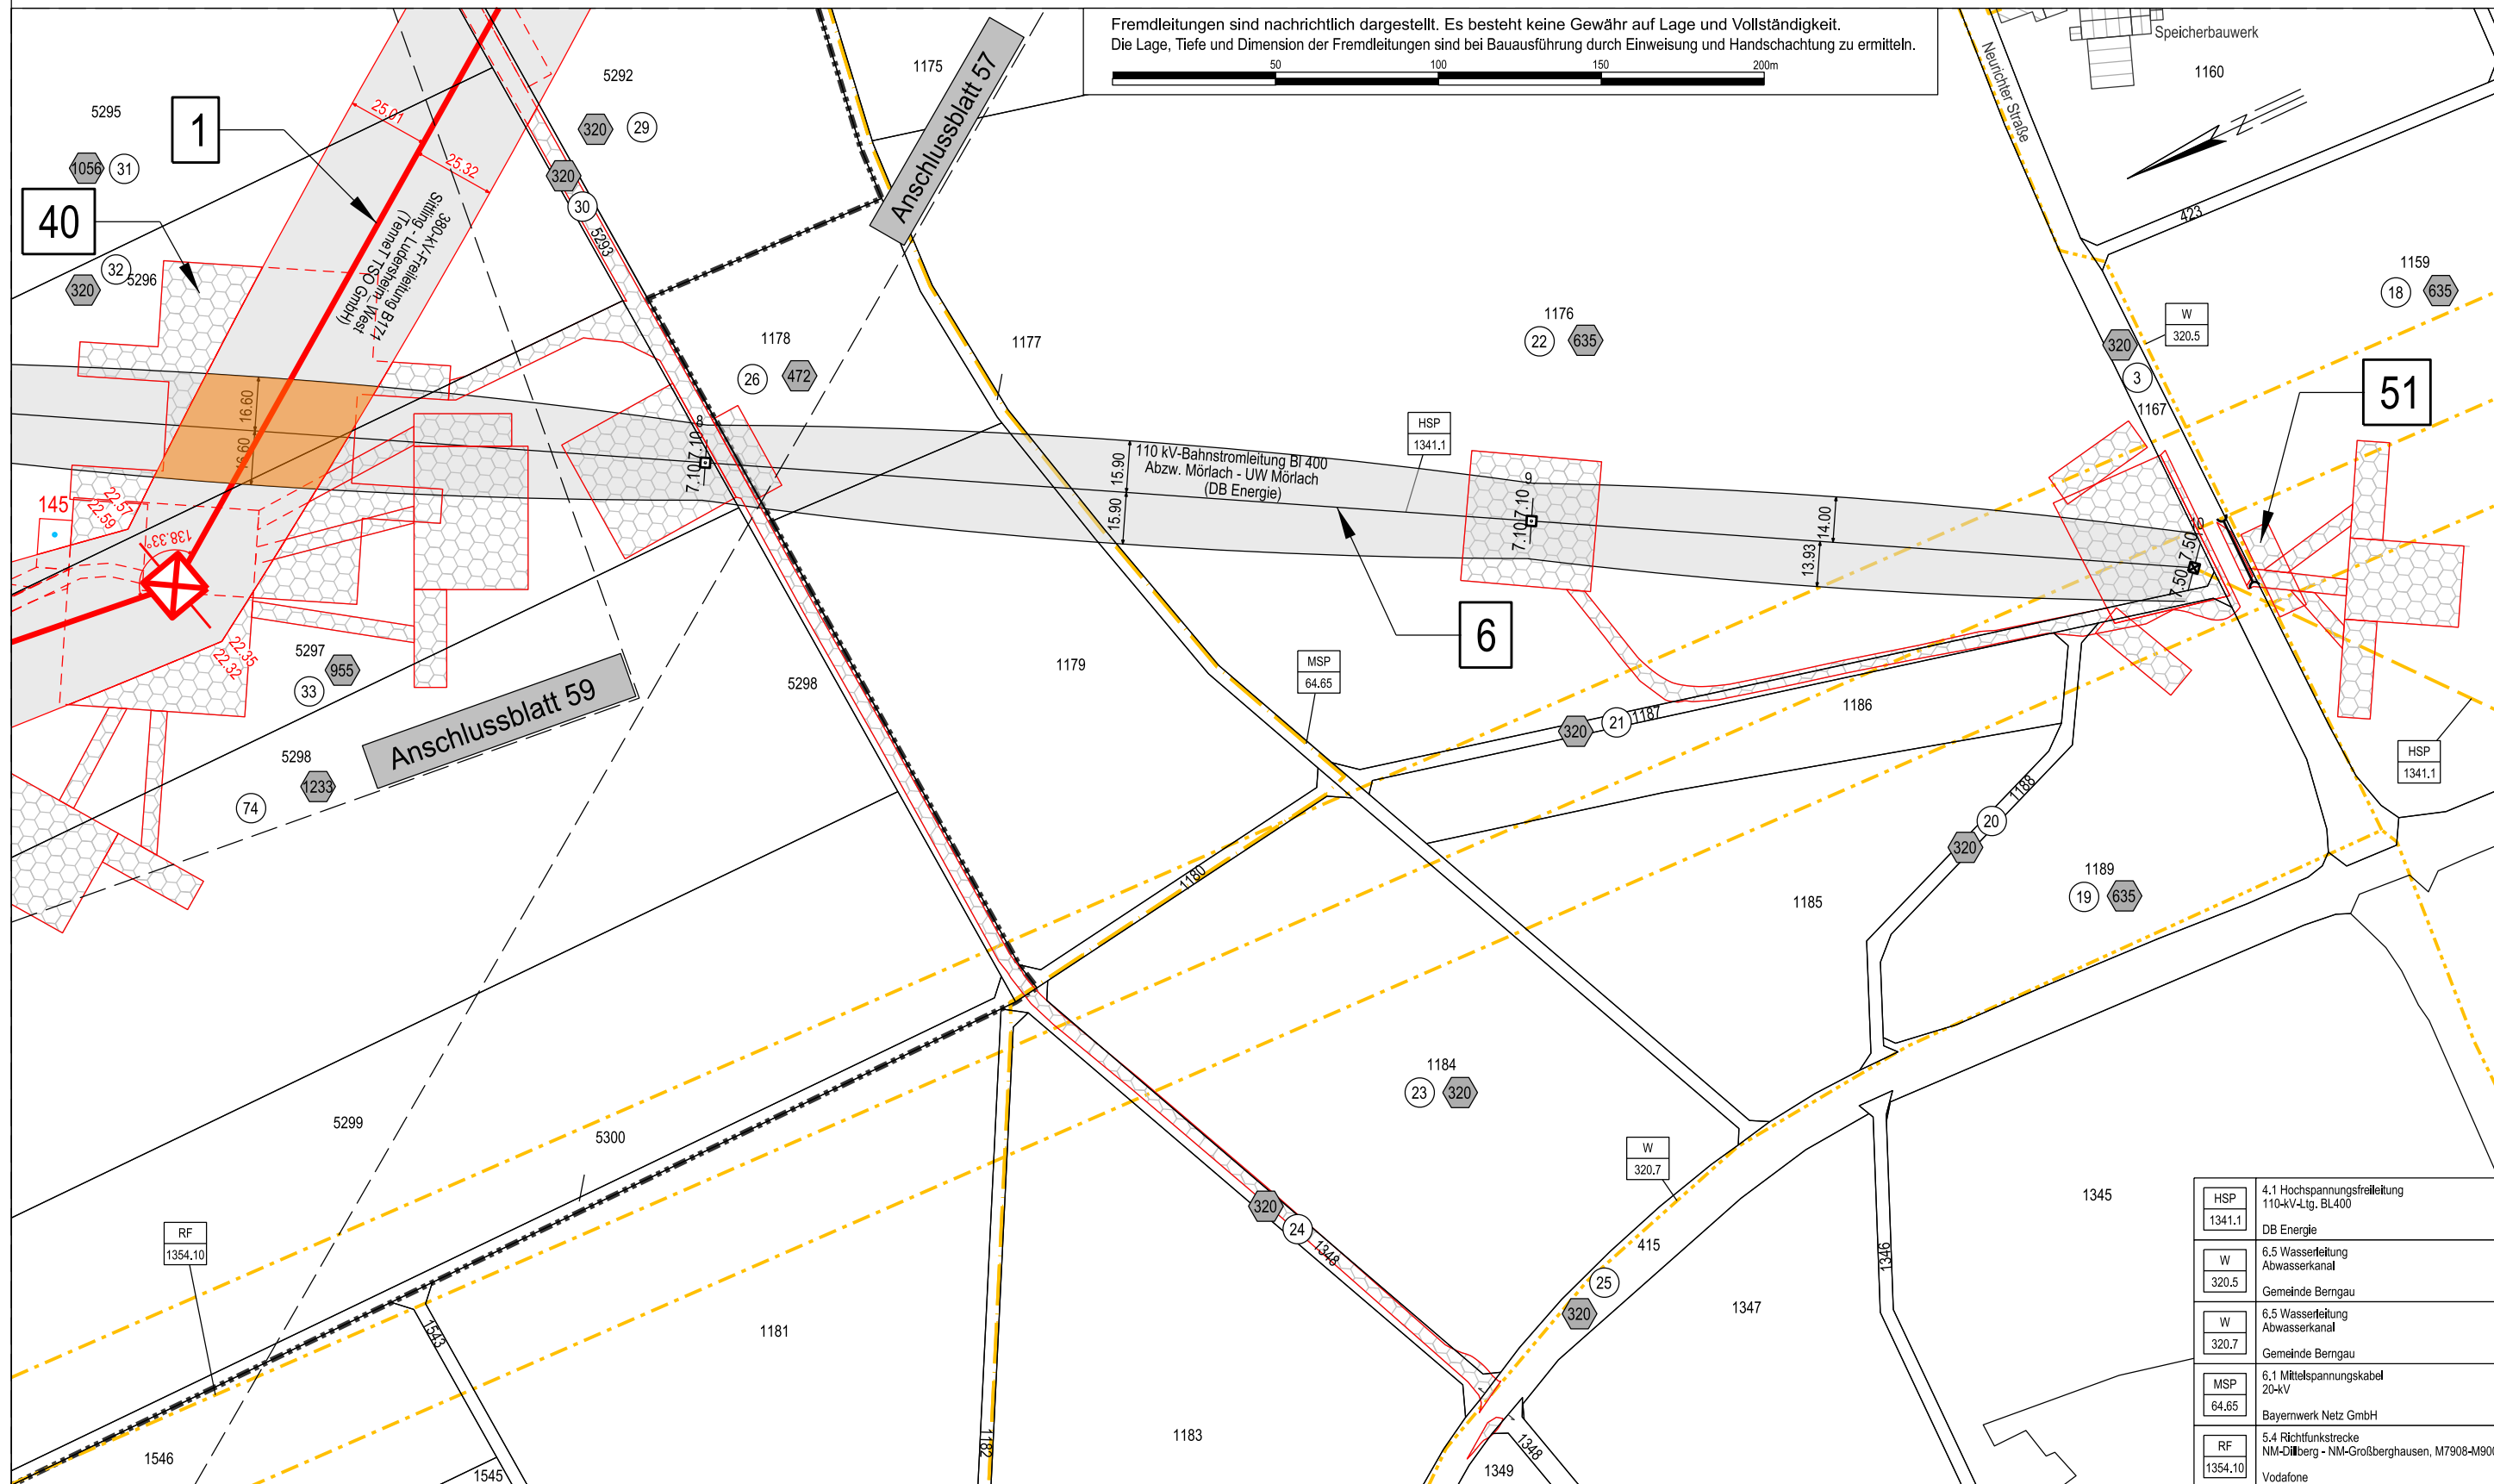 Fremdleitungen sind nachrichtlich dargestellt. Es besteht keine Gewähr auf Lage und Vollständigkeit.
Die Lage, Tiefe und Dimension der Fremdleitungen sind bei Bauausführung durch Einweisung und Handschachtung zu ermitteln.
50
100
150
200m
Speicherbauwerk
1160
Neurichter Straße
N
423
1159
18
635
W
320.5
320
3
1167
51
5295
1
1056
31
40
32
5296
320
25.01
25.32
380-kV-Freileitung B171
Sittling - Ludersheim_West
(TenneT TSO GmbH)
5292
320
29
320
30
5293
1175
Anschlussblatt 57
1178
26
472
1177
1176
22
635
16.60
16.60
7.10
7.10
8
15.90
15.90
110 kV-Bahnstromleitung Bl 400
Abzw. Mörlach - UW Mörlach
(DB Energie)
HSP
1341.1
7.10
7.10
9
14.00
13.93
10
7.50
7.50
6
145
22.57
22.59
138.33°
22.35
22.32
5297
955
33
Anschlussblatt 59
5298
1233
74
5298
1179
MSP
64.65
320
21
1187
1186
1188
20
320
HSP
1341.1
1189
19
635
1180
1185
1184
23
320
5299
5300
RF
1354.10
W
320.7
320
24
1348
415
25
320
1345
1346
1347
1543
1181
1182
1183
1546
1545
1348
1349
HSP
1341.1
4.1 Hochspannungsfreileitung
110-kV-Ltg. BL400
DB Energie
W
320.5
6.5 Wasserleitung
Abwasserkanal
Gemeinde Berngau
W
320.7
6.5 Wasserleitung
Abwasserkanal
Gemeinde Berngau
MSP
64.65
6.1 Mittelspannungskabel
20-kV
Bayernwerk Netz GmbH
RF
1354.10
5.4 Richtfunkstrecke
NM-Dillberg - NM-Großberghausen, M7908-M900
Vodafone